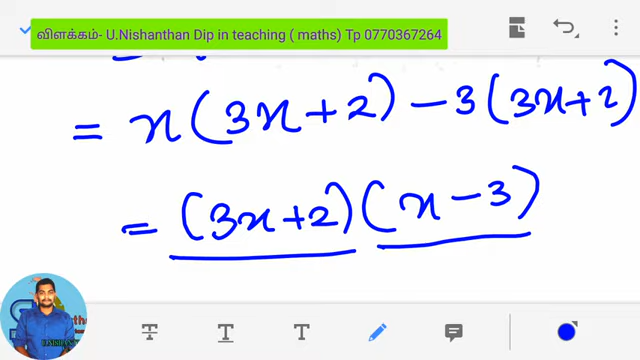 விளக்கம்- U.Nishanthan Dip in teaching ( maths) Tp 0770367264
= x(3x+2) - 3(3x+2)
= (3x+2)(x-3)